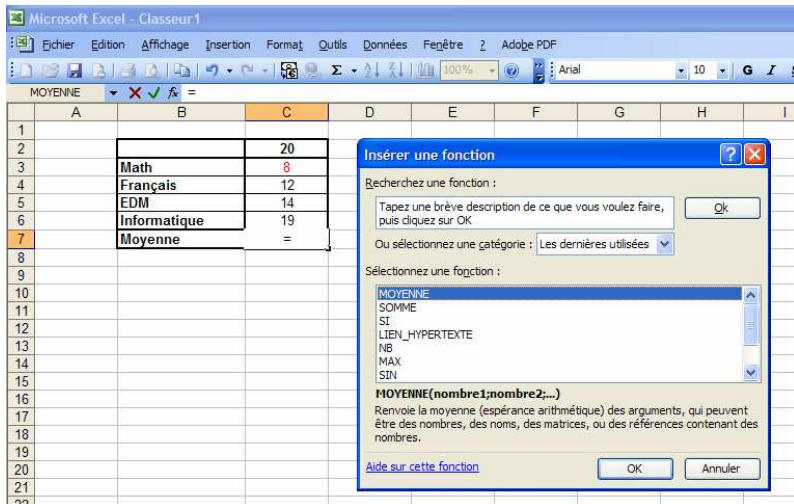 Microsoft Excel - Classeur1
Fichier Edition Affichage Insertion Format Outils Données Fenêtre ? Adobe PDF
100% Arial 10 G I
MOYENNE fx =
A B C D E F G H I
1
2 20
3 Math 8
4 Français 12
5 EDM 14
6 Informatique 19
7 Moyenne =
8
9
10
11
12
13
14
15
16
17
18
19
20
21
22
Insérer une fonction
Recherchez une fonction :
Tapez une brève description de ce que vous voulez faire,
puis cliquez sur OK
Ok
Ou sélectionnez une catégorie : Les dernières utilisées
Sélectionnez une fonction :
MOYENNE
SOMME
SI
LIEN_HYPERTEXTE
NB
MAX
SIN
MOYENNE(nombre1;nombre2;...)
Renvoie la moyenne (espérance arithmétique) des arguments, qui peuvent
être des nombres, des noms, des matrices, ou des références contenant des
nombres.
Aide sur cette fonction
OK Annuler